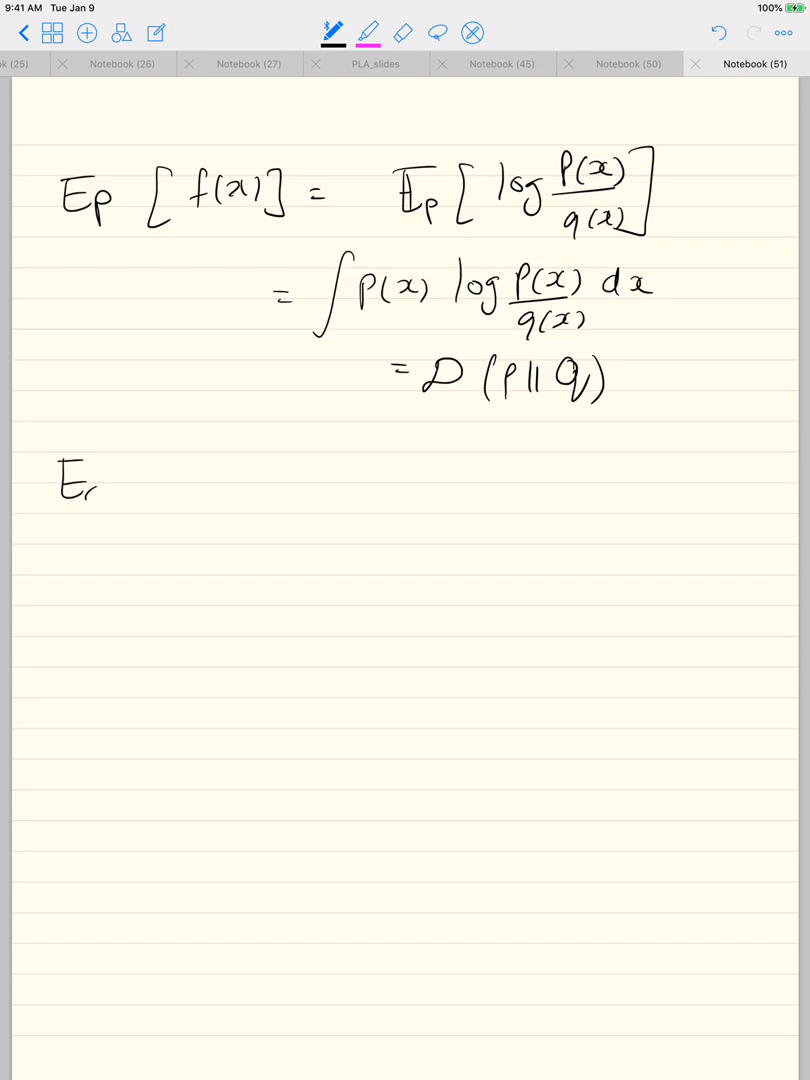 9:41 AM Tue Jan 9 100%
k (25) Notebook (26) Notebook (27) PLA_slides Notebook (45) Notebook (50) Notebook (51)
Ep [ f(x) ] = Ep [ log P(x)/q(x) ]
= ∫ P(x) log P(x)/q(x) dx
= D (P || q)
E